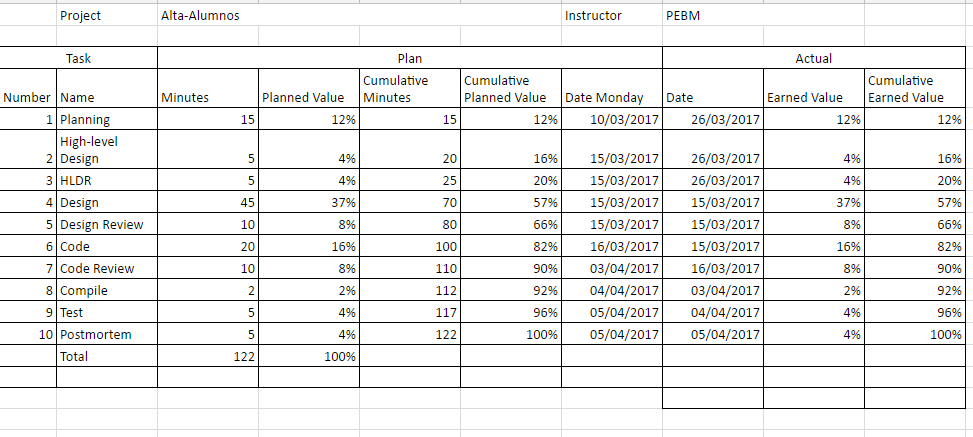 Project Alta-Alumnos Instructor PEBM
Task Plan Actual
Number Name Minutes Planned Value Cumulative Minutes Cumulative Planned Value Date Monday Date Earned Value Cumulative Earned Value
1 Planning 15 12% 15 12% 10/03/2017 26/03/2017 12% 12%
2 High-level Design 5 4% 20 16% 15/03/2017 26/03/2017 4% 16%
3 HLDR 5 4% 25 20% 15/03/2017 26/03/2017 4% 20%
4 Design 45 37% 70 57% 15/03/2017 15/03/2017 37% 57%
5 Design Review 10 8% 80 66% 15/03/2017 15/03/2017 8% 66%
6 Code 20 16% 100 82% 16/03/2017 15/03/2017 16% 82%
7 Code Review 10 8% 110 90% 03/04/2017 16/03/2017 8% 90%
8 Compile 2 2% 112 92% 04/04/2017 03/04/2017 2% 92%
9 Test 5 4% 117 96% 05/04/2017 04/04/2017 4% 96%
10 Postmortem 5 4% 122 100% 05/04/2017 05/04/2017 4% 100%
Total 122 100%